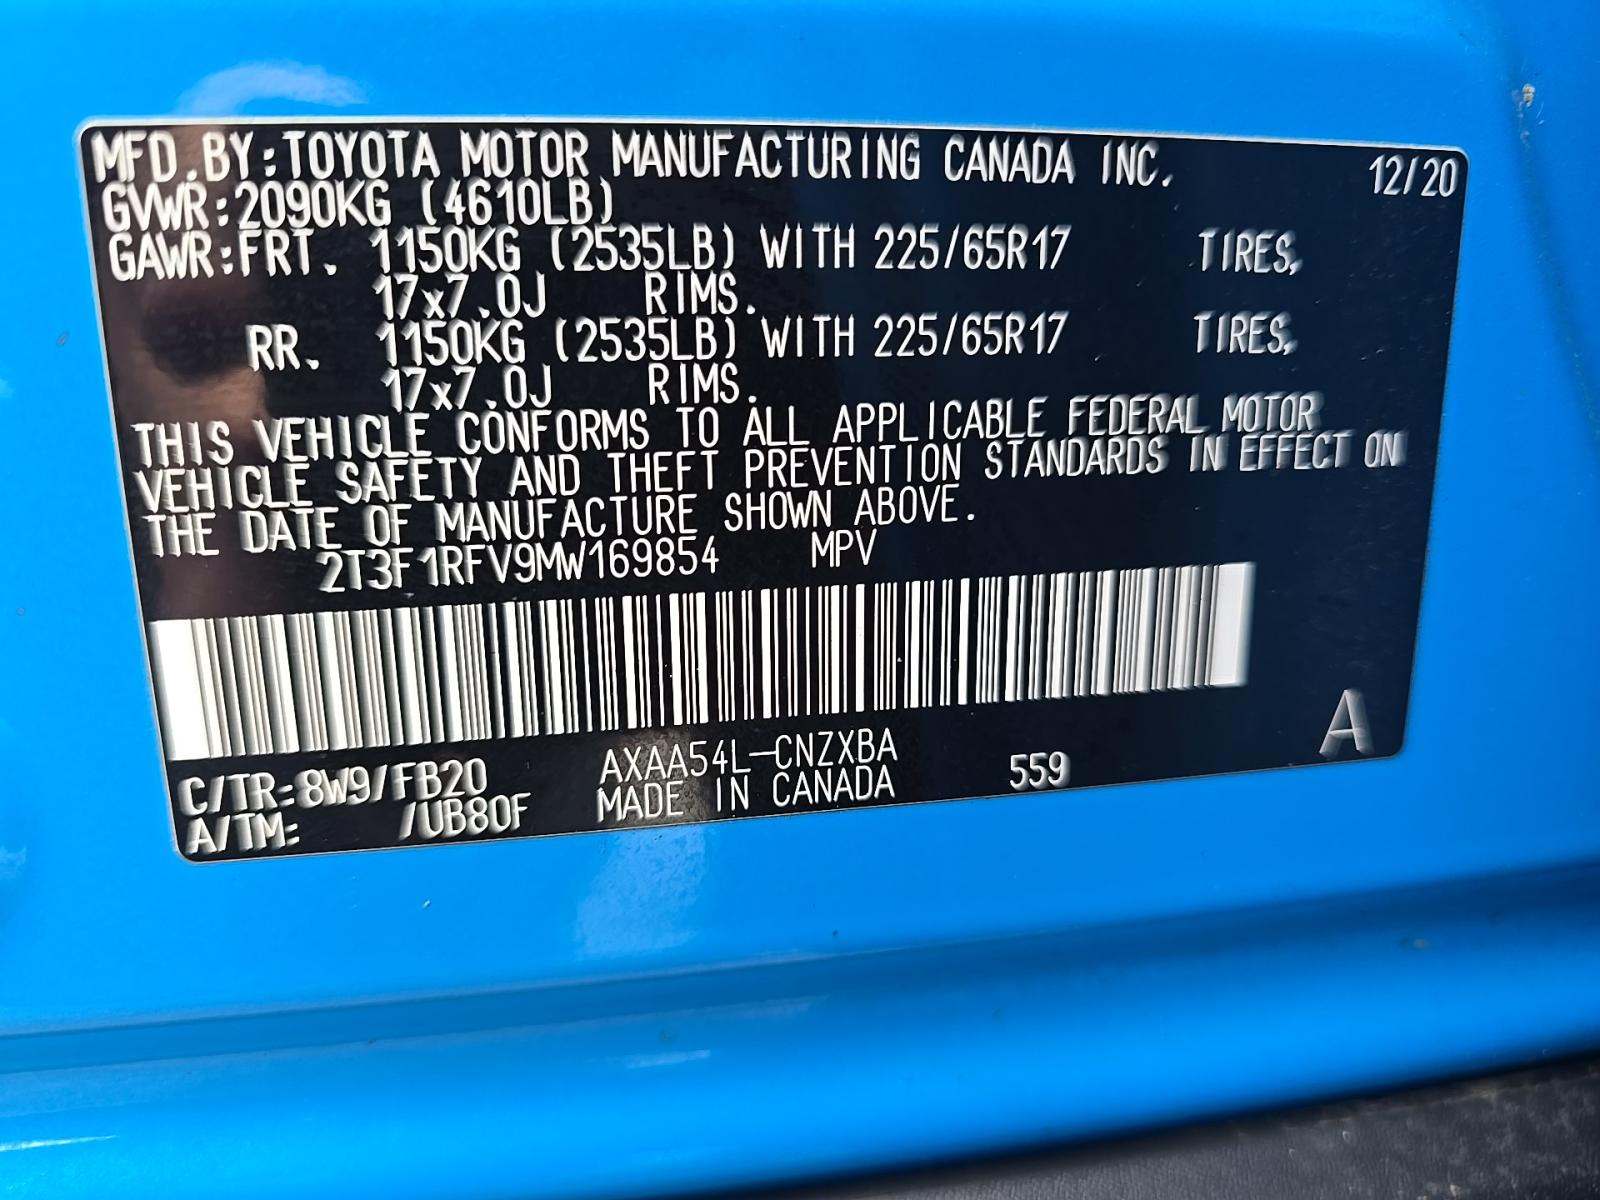 MFD. BY: TOYOTA MOTOR MANUFACTURING CANADA INC. 12/20
GVWR: 2090KG (4610LB)
GAWR: FRT. 1150KG (2535LB) WITH 225/65R17 TIRES,
17x7.0J RIMS.
RR. 1150KG (2535LB) WITH 225/65R17 TIRES,
17x7.0J RIMS.
THIS VEHICLE CONFORMS TO ALL APPLICABLE FEDERAL MOTOR
VEHICLE SAFETY AND THEFT PREVENTION STANDARDS IN EFFECT ON
THE DATE OF MANUFACTURE SHOWN ABOVE.
2T3F1RFV9MW169854 MPV
C/TR: 8W9/FB20 AXAA54L-CNZXBA 559 A
A/TM: /UB80F MADE IN CANADA